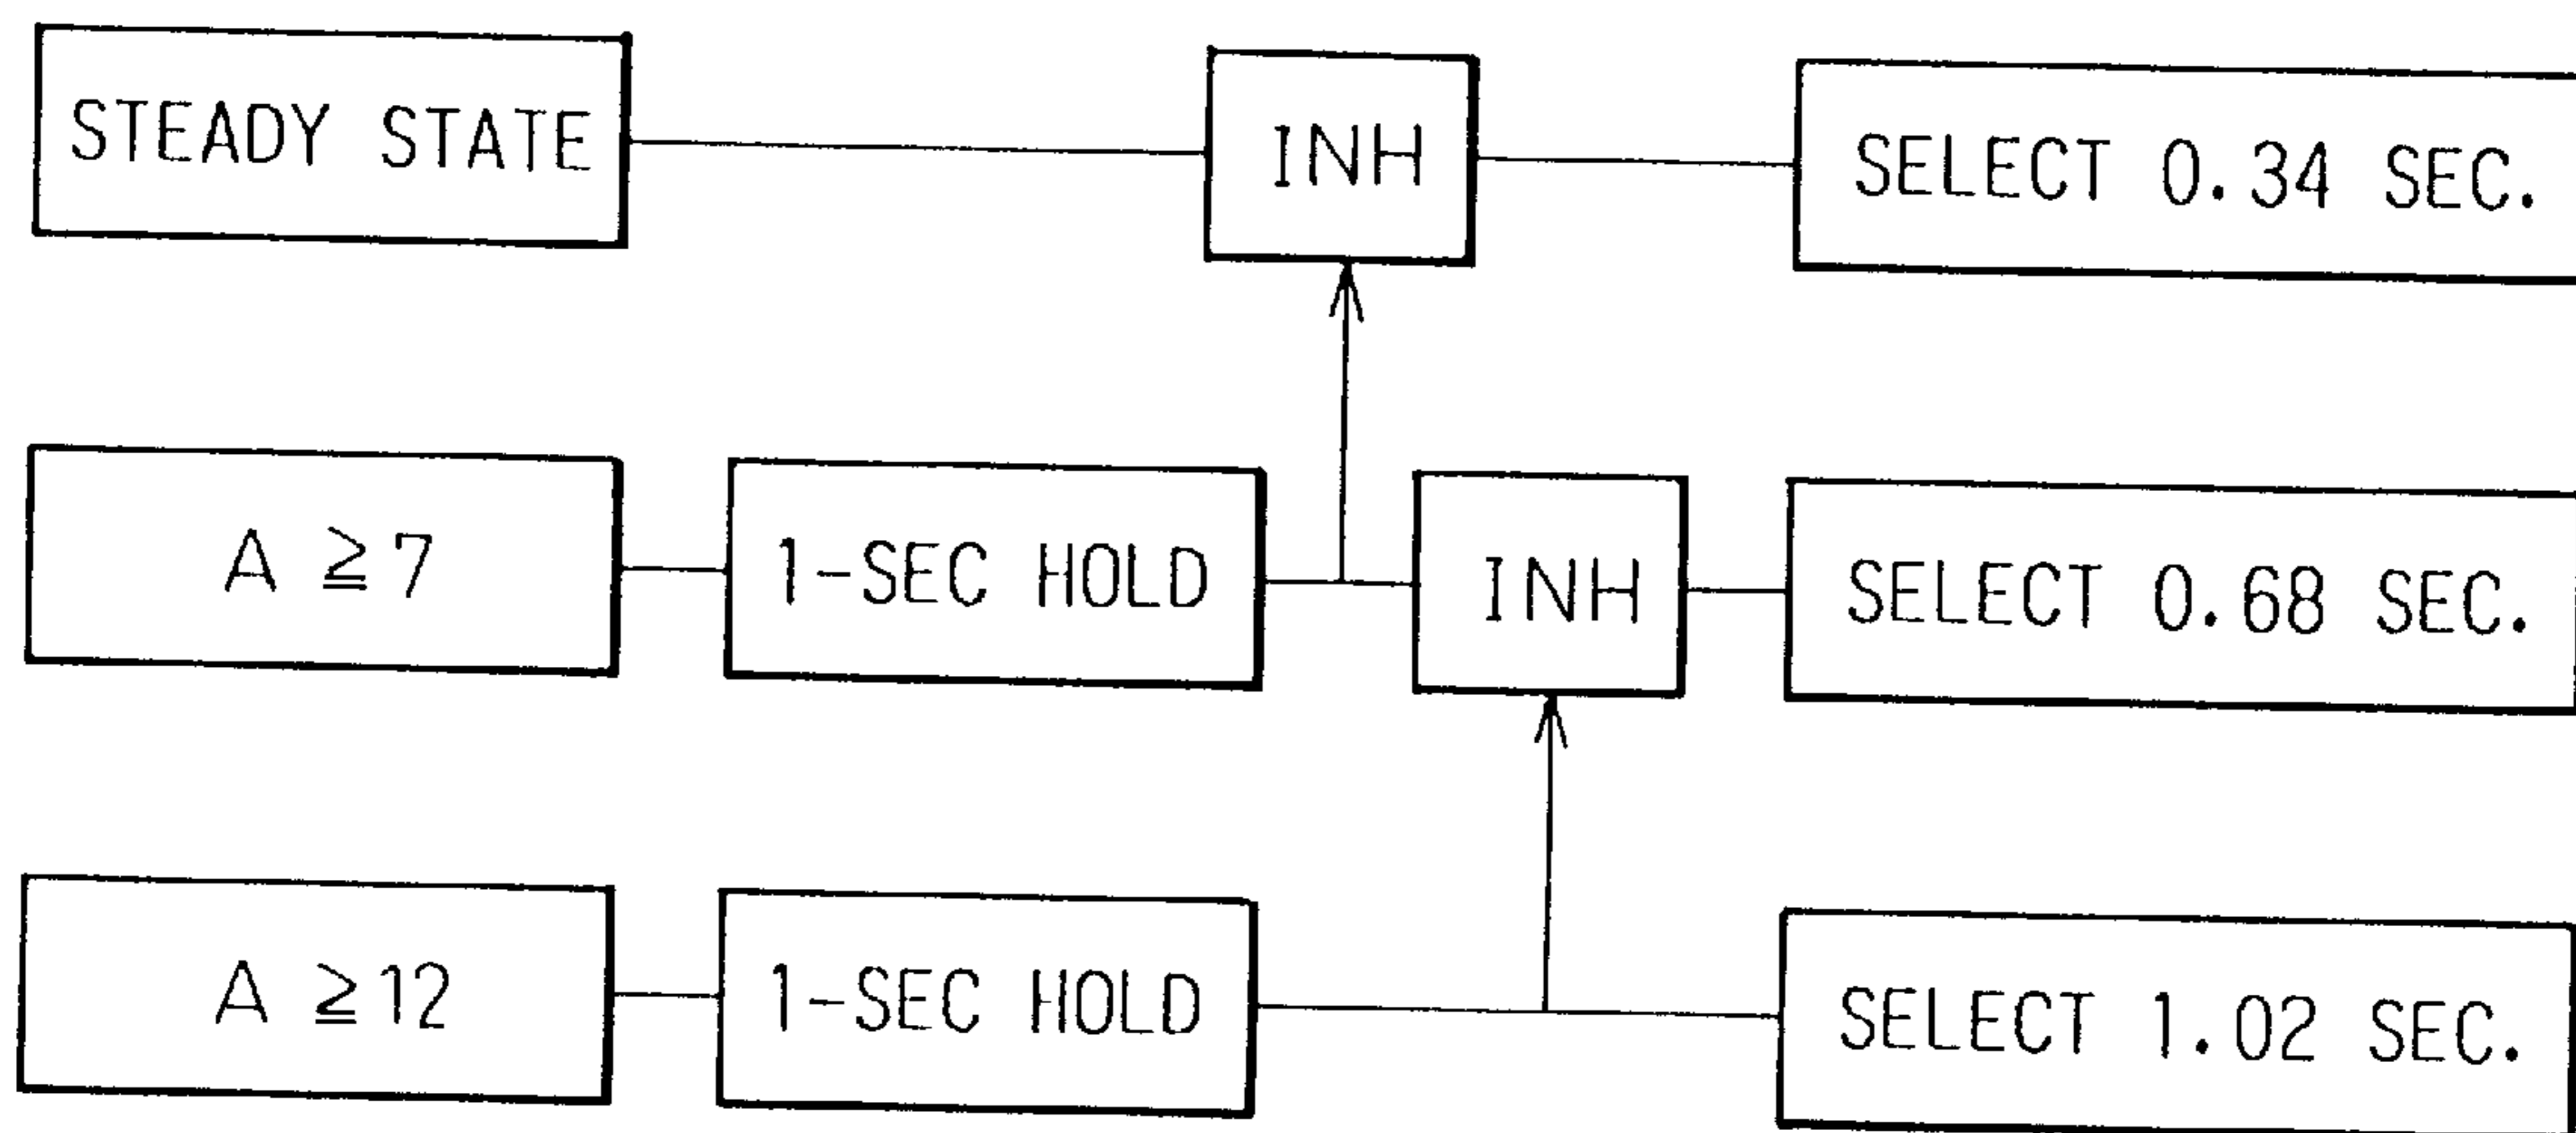 STEADY STATE
INH
SELECT 0.34 SEC.
A ≧ 7
1-SEC HOLD
INH
SELECT 0.68 SEC.
A ≧ 12
1-SEC HOLD
SELECT 1.02 SEC.